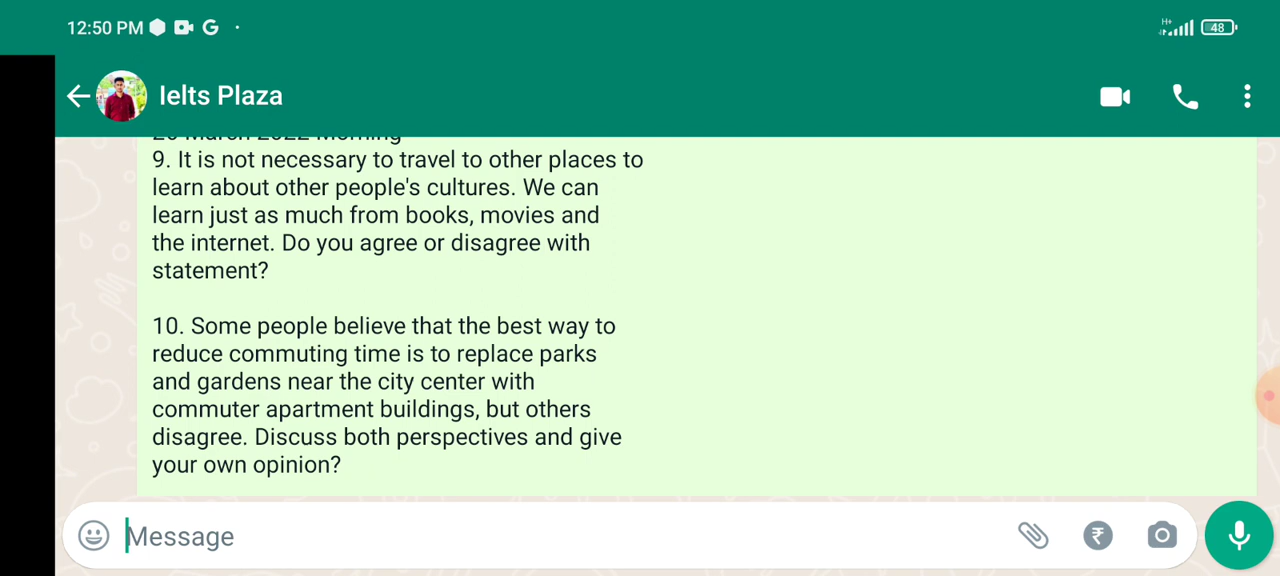 12:50 PM
H+
48
Ielts Plaza
20 March 2022 Morning
9. It is not necessary to travel to other places to
learn about other people's cultures. We can
learn just as much from books, movies and
the internet. Do you agree or disagree with
statement?
10. Some people believe that the best way to
reduce commuting time is to replace parks
and gardens near the city center with
commuter apartment buildings, but others
disagree. Discuss both perspectives and give
your own opinion?
Message